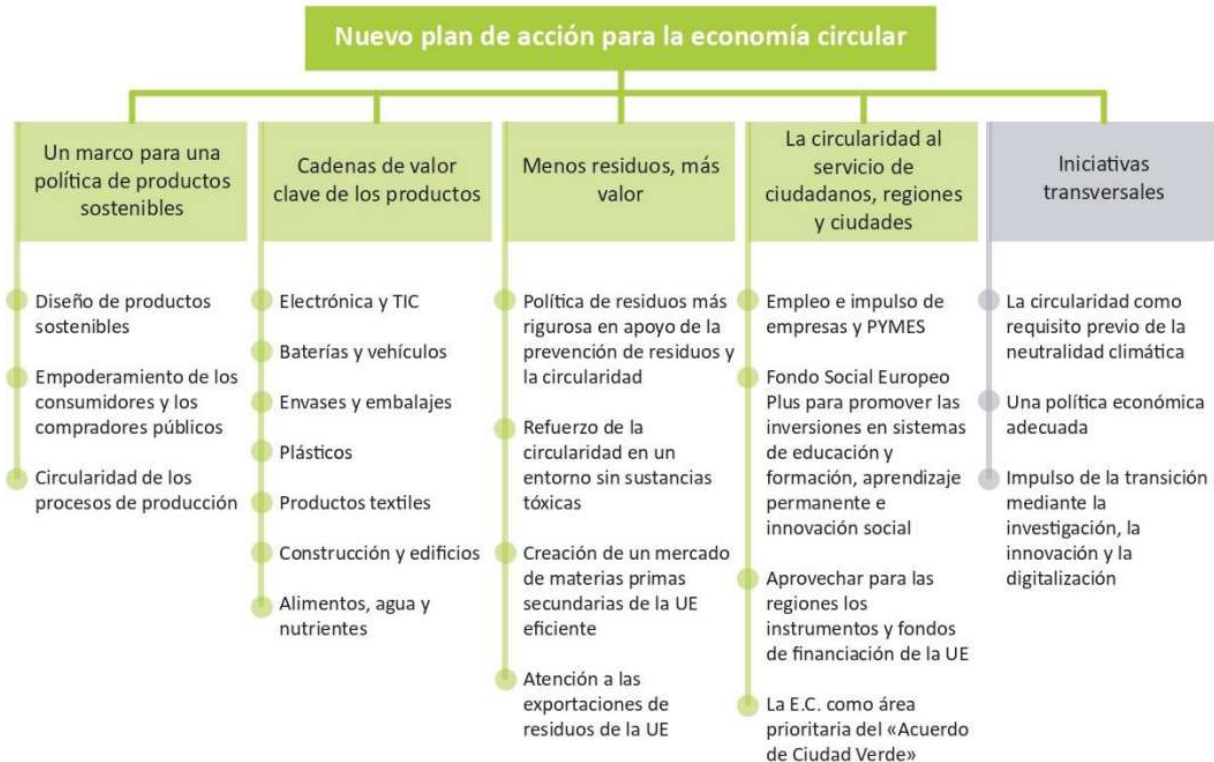 Nuevo plan de acción para la economía circular
Un marco para una
política de productos
sostenibles
Diseño de productos
sostenibles
Empoderamiento de los
consumidores y los
compradores públicos
Circularidad de los
procesos de producción
Cadenas de valor
clave de los productos
Electrónica y TIC
Baterías y vehículos
Envases y embalajes
Plásticos
Productos textiles
Construcción y edificios
Alimentos, agua y
nutrientes
Menos residuos, más
valor
Política de residuos más
rigurosa en apoyo de la
prevención de residuos y
la circularidad
Refuerzo de la
circularidad en un
entorno sin sustancias
tóxicas
Creación de un mercado
de materias primas
secundarias de la UE
eficiente
Atención a las
exportaciones de
residuos de la UE
La circularidad al
servicio de
ciudadanos, regiones
y ciudades
Empleo e impulso de
empresas y PYMES
Fondo Social Europeo
Plus para promover las
inversiones en sistemas
de educación y
formación, aprendizaje
permanente e
innovación social
Aprovechar para las
regiones los
instrumentos y fondos
de financiación de la UE
La E.C. como área
prioritaria del «Acuerdo
de Ciudad Verde»
Iniciativas
transversales
La circularidad como
requisito previo de la
neutralidad climática
Una política económica
adecuada
Impulso de la transición
mediante la
investigación, la
innovación y la
digitalización